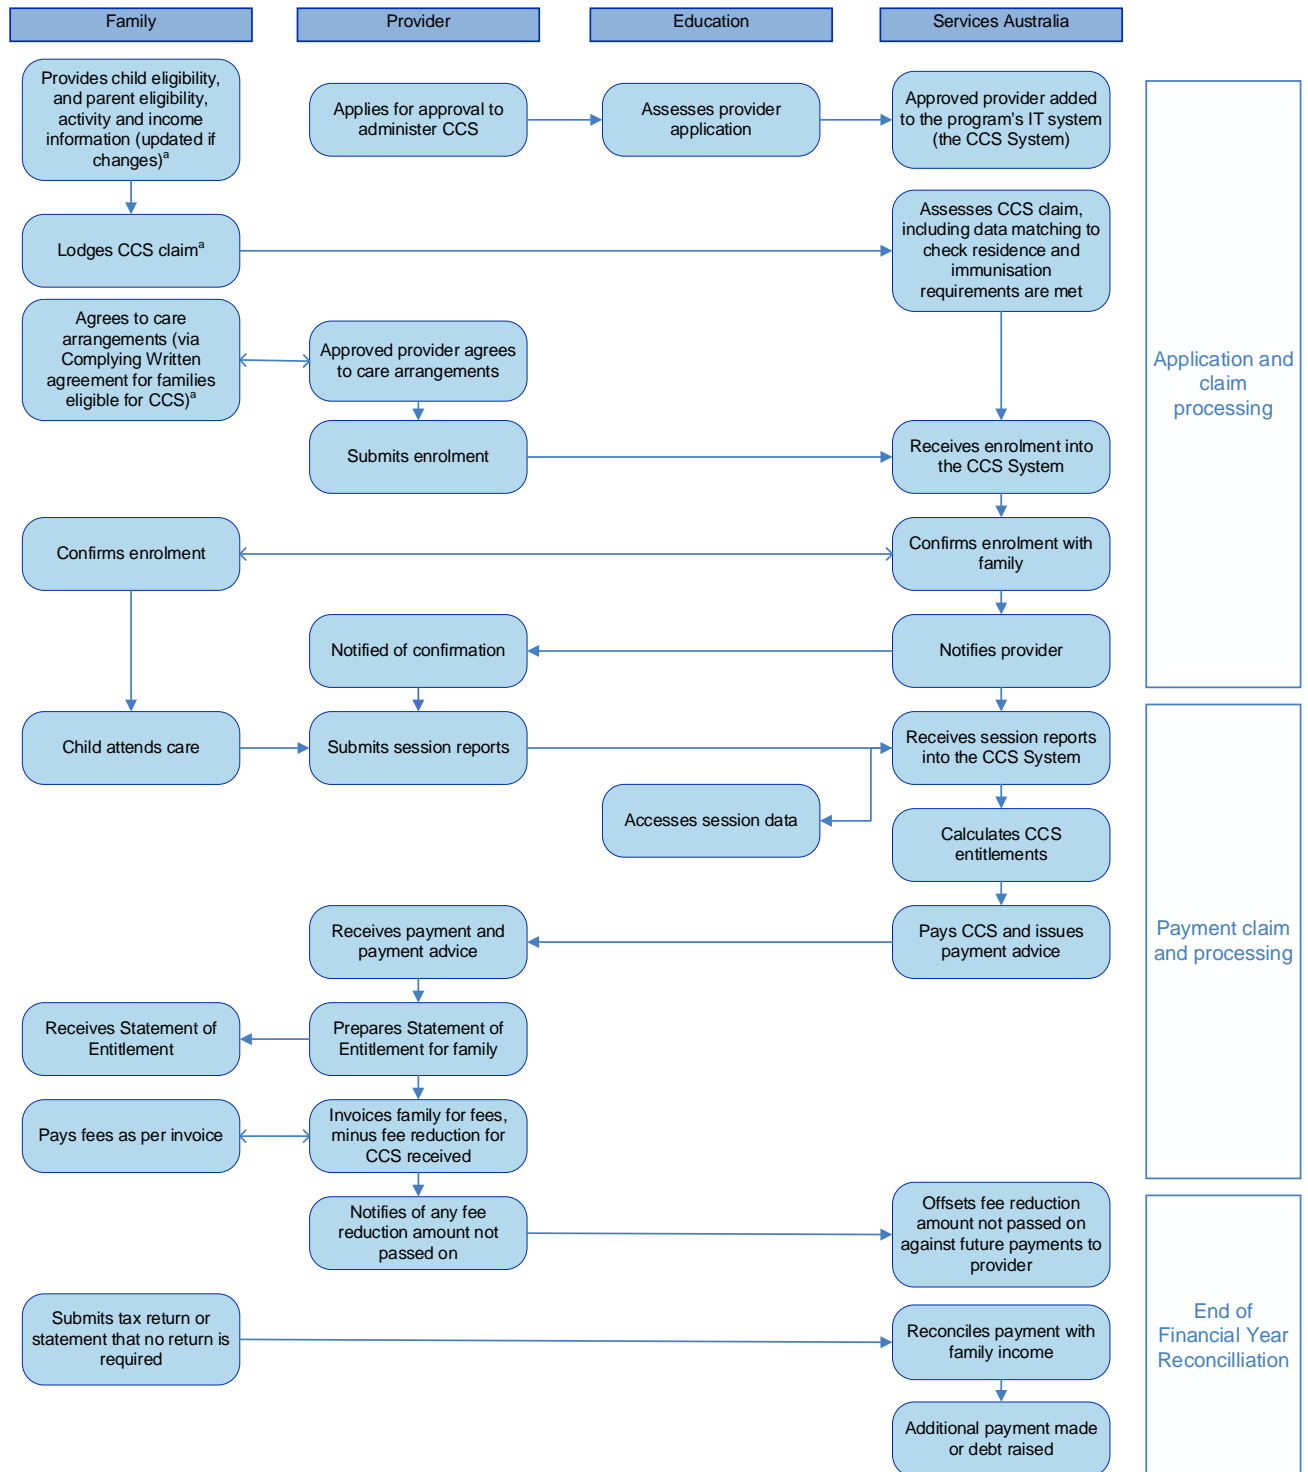 Family
Provider
Education
Services Australia
Provides child eligibility,
and parent eligibility,
activity and income
information (updated if
changes)a
Applies for approval to
administer CCS
Assesses provider
application
Approved provider added
to the program's IT system
(the CCS System)
Lodges CCS claima
Assesses CCS claim,
including data matching to
check residence and
immunisation
requirements are met
Agrees to care
arrangements (via
Complying Written
agreement for families
eligible for CCS)a
Approved provider agrees
to care arrangements
Application and
claim
processing
Submits enrolment
Receives enrolment into
the CCS System
Confirms enrolment
Confirms enrolment with
family
Notified of confirmation
Notifies provider
Child attends care
Submits session reports
Receives session reports
into the CCS System
Accesses session data
Calculates CCS
entitlements
Receives payment and
payment advice
Pays CCS and issues
payment advice
Payment claim
and processing
Receives Statement of
Entitlement
Prepares Statement of
Entitlement for family
Pays fees as per invoice
Invoices family for fees,
minus fee reduction for
CCS received
Notifies of any fee
reduction amount not
passed on
Offsets fee reduction
amount not passed on
against future payments to
provider
Submits tax return or
statement that no return is
required
Reconciles payment with
family income
End of
Financial Year
Reconcilliation
Additional payment made
or debt raised